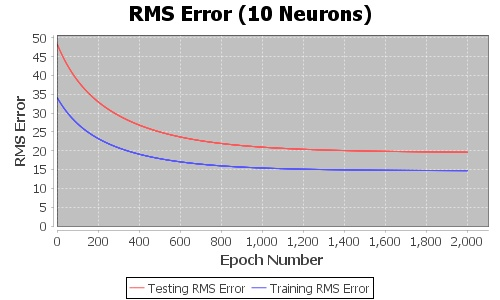 RMS Error (10 Neurons)
RMS Error
50
45
40
35
30
25
20
15
10
5
0
0 200 400 600 800 1,000 1,200 1,400 1,600 1,800 2,000
Epoch Number
Testing RMS Error Training RMS Error